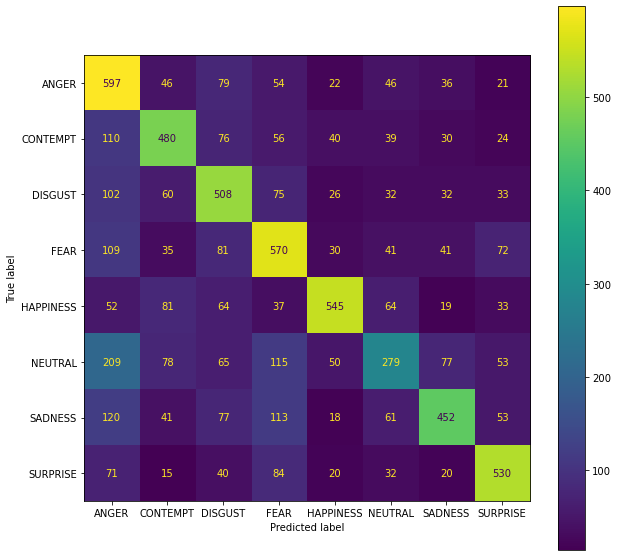 ANGER 597 46 79 54 22 46 36 21
CONTEMPT 110 480 76 56 40 39 30 24
DISGUST 102 60 508 75 26 32 32 33
FEAR 109 35 81 570 30 41 41 72
HAPPINESS 52 81 64 37 545 64 19 33
NEUTRAL 209 78 65 115 50 279 77 53
SADNESS 120 41 77 113 18 61 452 53
SURPRISE 71 15 40 84 20 32 20 530
ANGER CONTEMPT DISGUST FEAR HAPPINESS NEUTRAL SADNESS SURPRISE
Predicted label
True label
500
400
300
200
100